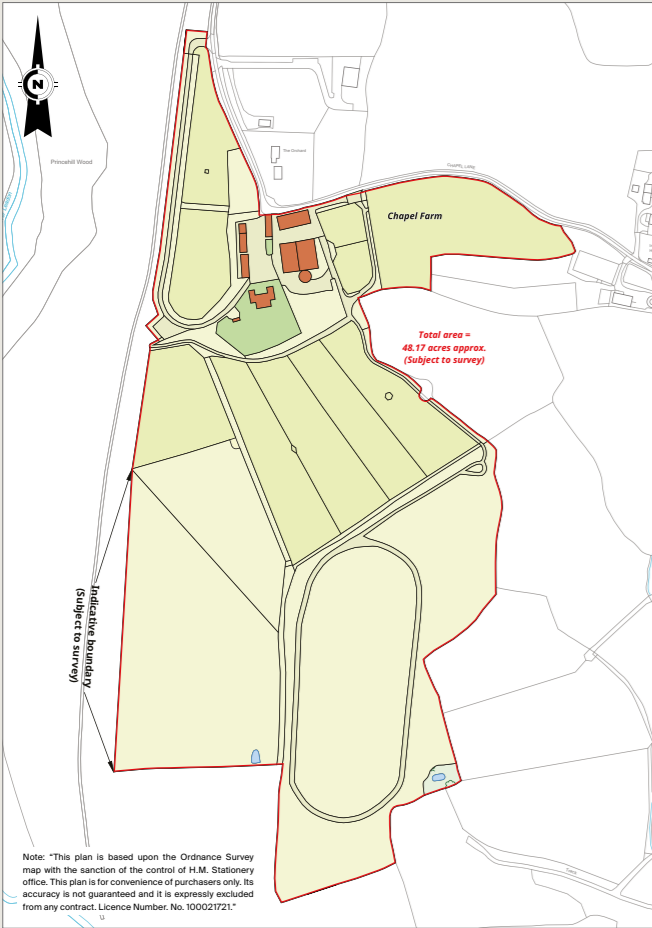 N
Princehill Wood
The Orchard
Chapel Farm
Total area =
48.17 acres approx.
(Subject to survey)
Indicative boundary
(Subject to survey)
Note: “This plan is based upon the Ordnance Survey
map with the sanction of the control of H.M. Stationery
office. This plan is for convenience of purchasers only. Its
accuracy is not guaranteed and it is expressly excluded
from any contract. Licence Number. No. 100021721.”